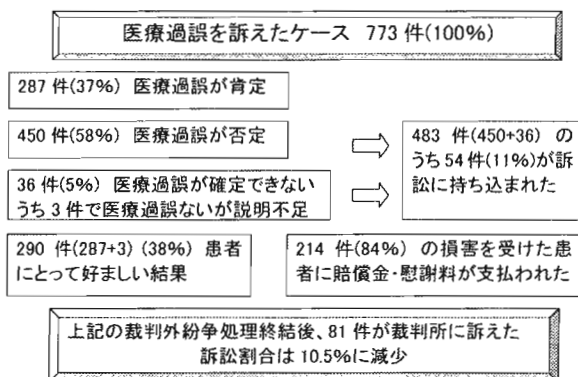 医療過誤を訴えたケース 773 件(100%)
287 件(37%) 医療過誤が肯定
450 件(58%) 医療過誤が否定
36 件(5%) 医療過誤が確定できない
うち 3 件で医療過誤ないが説明不足
483 件(450+36) の
うち 54 件(11%)が訴
訟に持ち込まれた
290 件(287+3) (38%) 患者
にとって好ましい結果
214 件(84%) の損害を受けた患
者に賠償金・慰謝料が支払われた
上記の裁判外紛争処理終結後、81 件が裁判所に訴えた
訴訟割合は 10.5%に減少